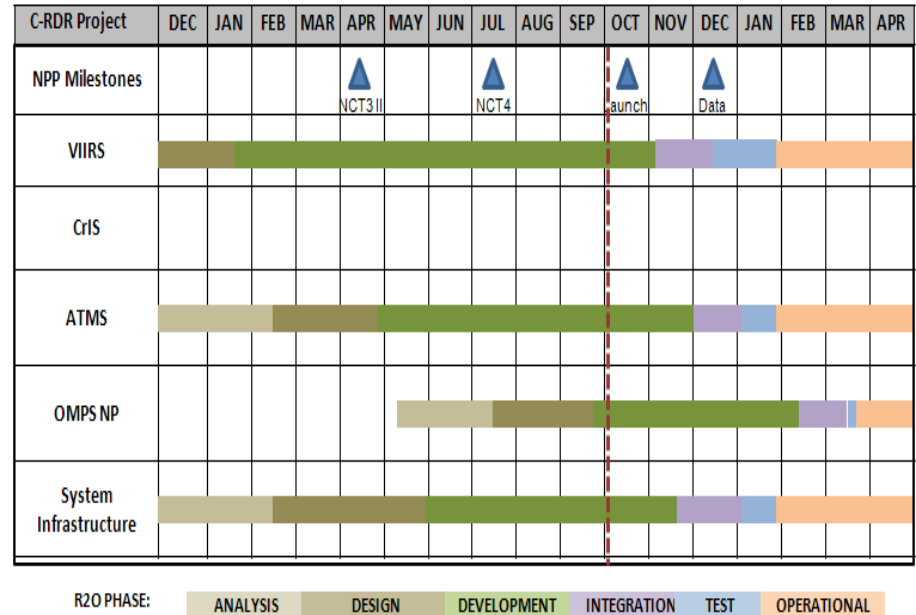 C-RDR Project DEC JAN FEB MAR APR MAY JUN JUL AUG SEP OCT NOV DEC JAN FEB MAR APR
NPP Milestones
NCT3 II NCT4 aunch Data
VIIRS
CrIS
ATMS
OMPS NP
System
Infrastructure
R2O PHASE: ANALYSIS DESIGN DEVELOPMENT INTEGRATION TEST OPERATIONAL